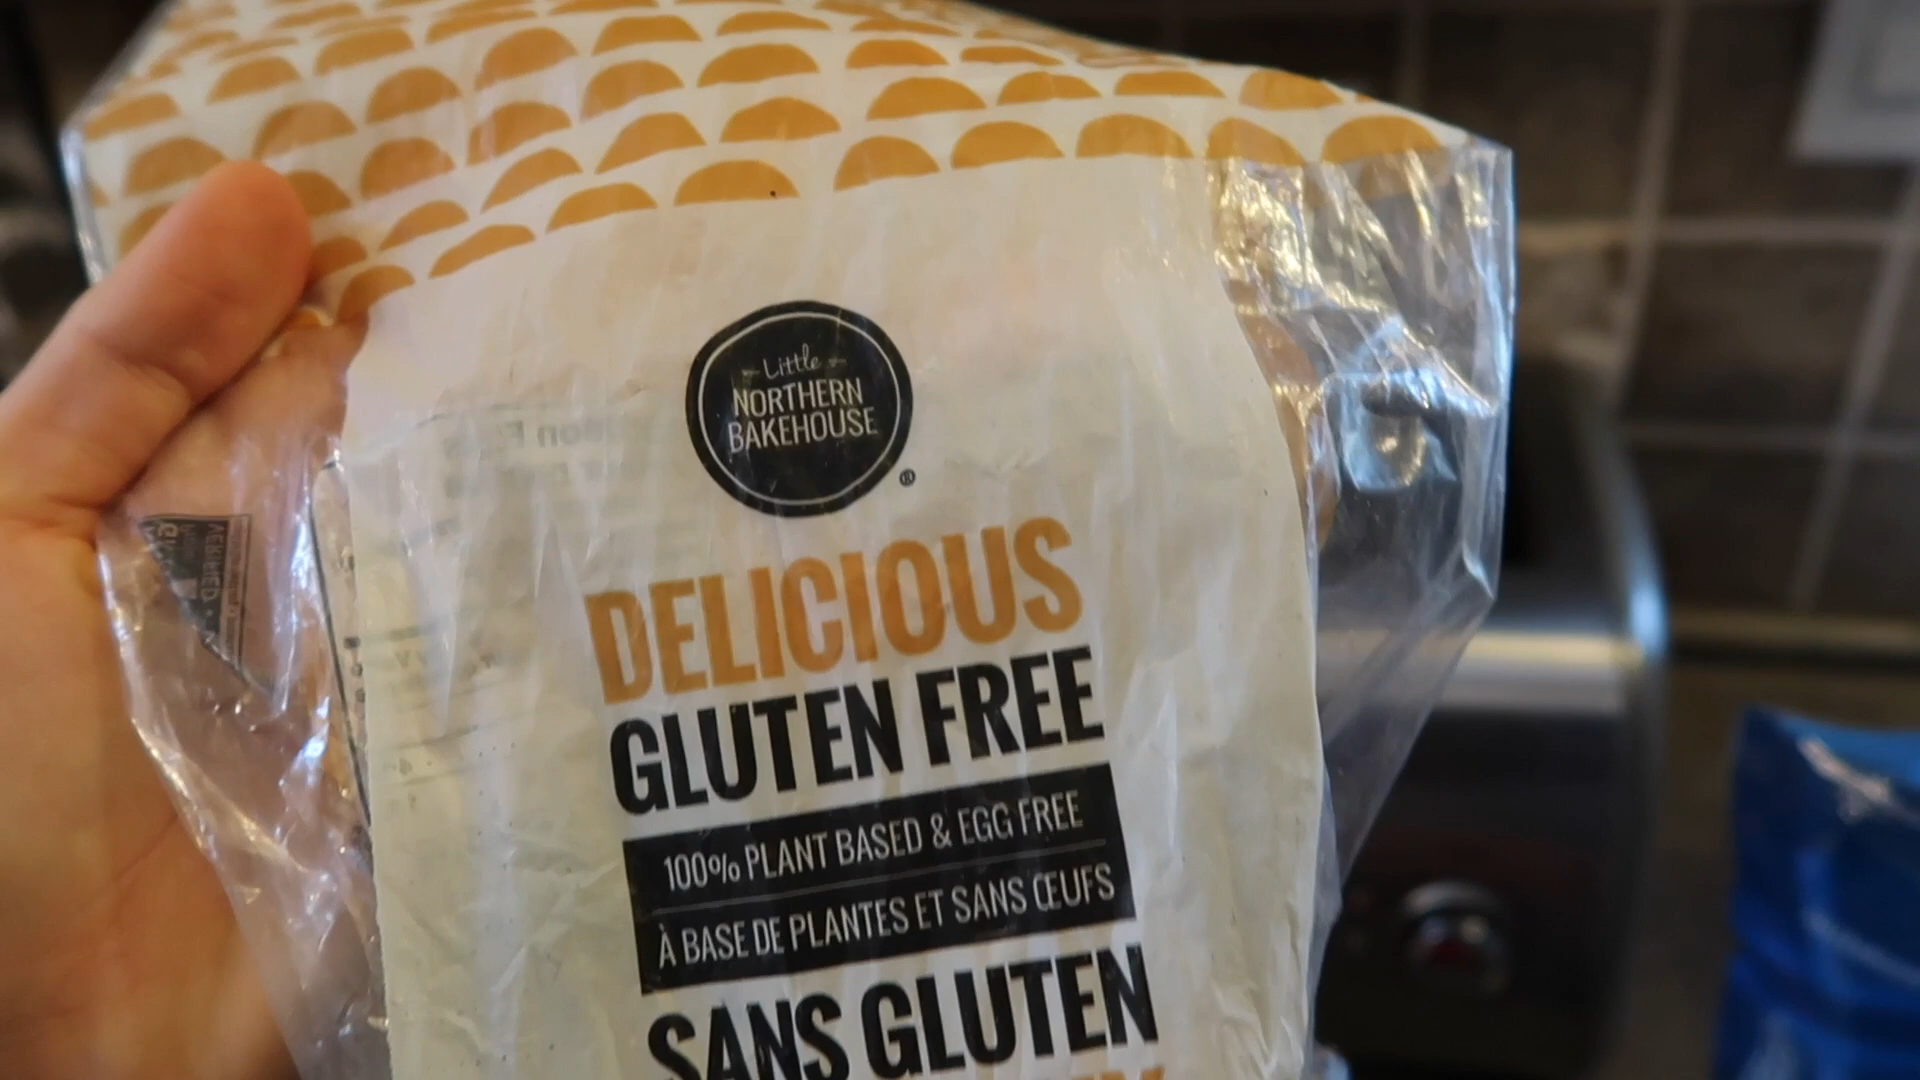 Little
NORTHERN
BAKEHOUSE
®
DELICIOUS
GLUTEN FREE
100% PLANT BASED & EGG FREE
À BASE DE PLANTES ET SANS ŒUFS
SANS GLUTEN